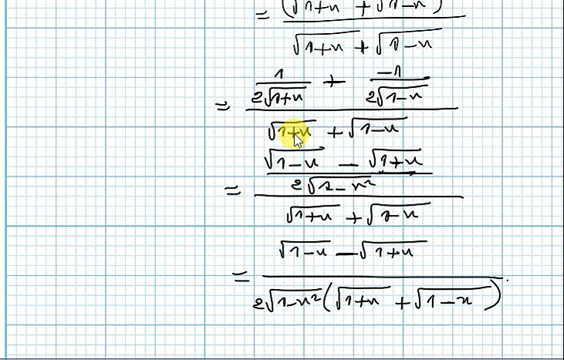 = (√1+x + √1-x)
√1+x + √1-x
1/2√1+x + -1/2√1-x
=
√1+x + √1-x
√1-x - √1+x
= 2√1-x²
√1+x + √1-x
√1-x - √1+x
=
2√1-x² (√1+x + √1-x) .